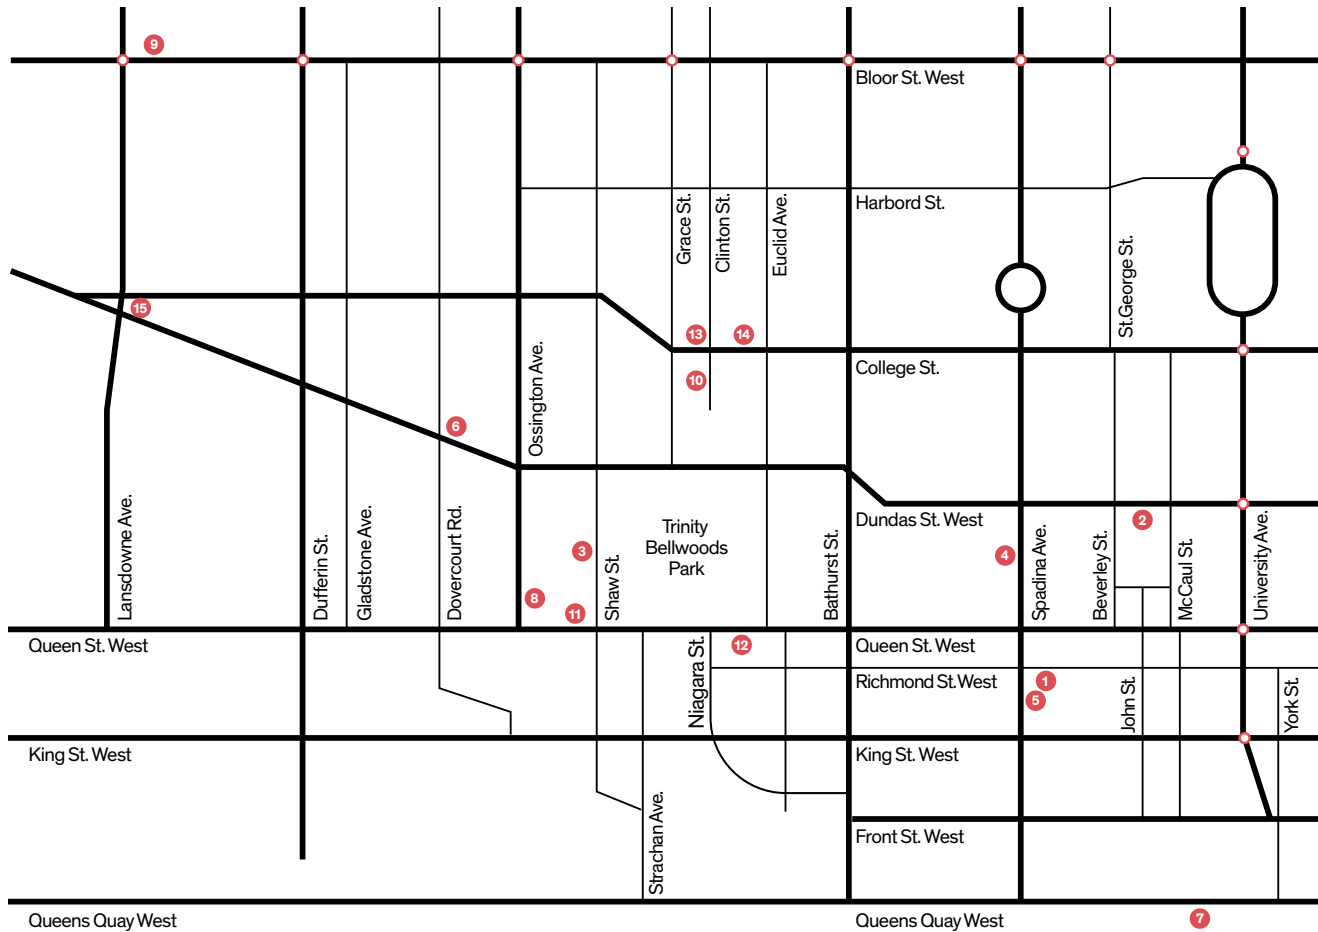 9
Bloor St. West
Harbord St.
Grace St.
Clinton St.
Euclid Ave.
St.George St.
15
13
14
College St.
10
Ossington Ave.
6
Lansdowne Ave.
Dufferin St.
Gladstone Ave.
Dovercourt Rd.
3
8
11
Shaw St.
Trinity
Bellwoods
Park
Bathurst St.
Dundas St. West
4
Spadina Ave.
Beverley St.
2
McCaul St.
University Ave.
Queen St. West
Niagara St.
12
Queen St. West
Richmond St.West
1
5
John St.
York St.
King St. West
King St. West
Strachan Ave.
Front St. West
Queens Quay West
Queens Quay West
7